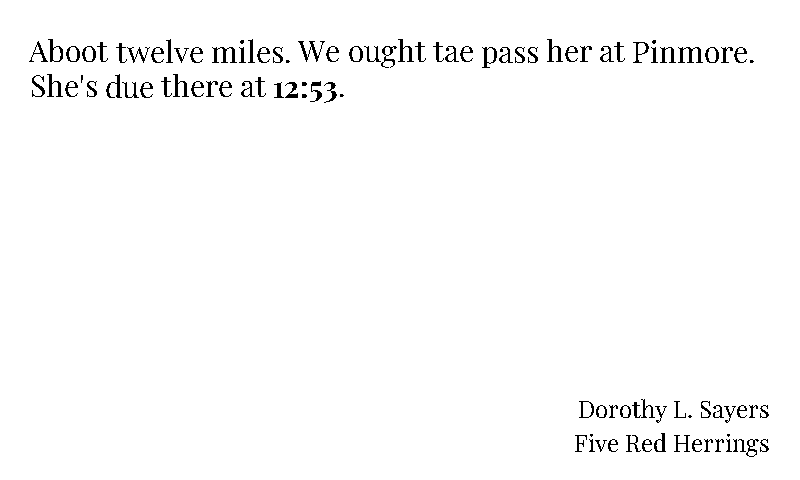 Aboot twelve miles. We ought tae pass her at Pinmore.
She's due there at 12:53.
Dorothy L. Sayers
Five Red Herrings